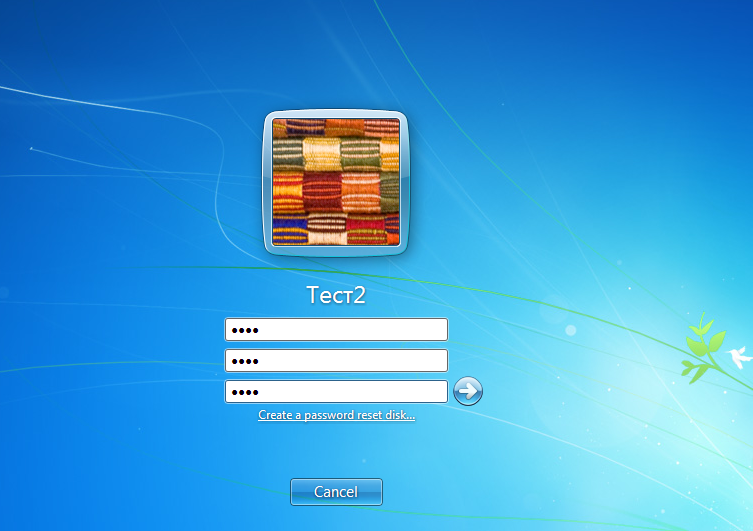 Тест2
••••
••••
••••
Create a password reset disk...
Cancel